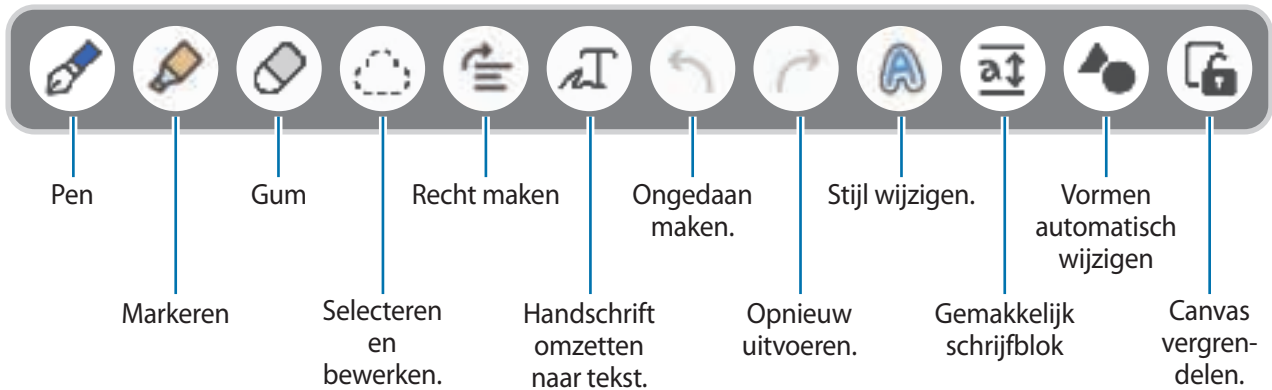 Pen
Gum
Recht maken
Ongedaan
maken.
Stijl wijzigen.
Vormen
automatisch
wijzigen
Markeren
Selecteren
en
bewerken.
Handschrift
omzetten
naar tekst.
Opnieuw
uitvoeren.
Gemakkelijk
schrijfblok
Canvas
vergren-
delen.